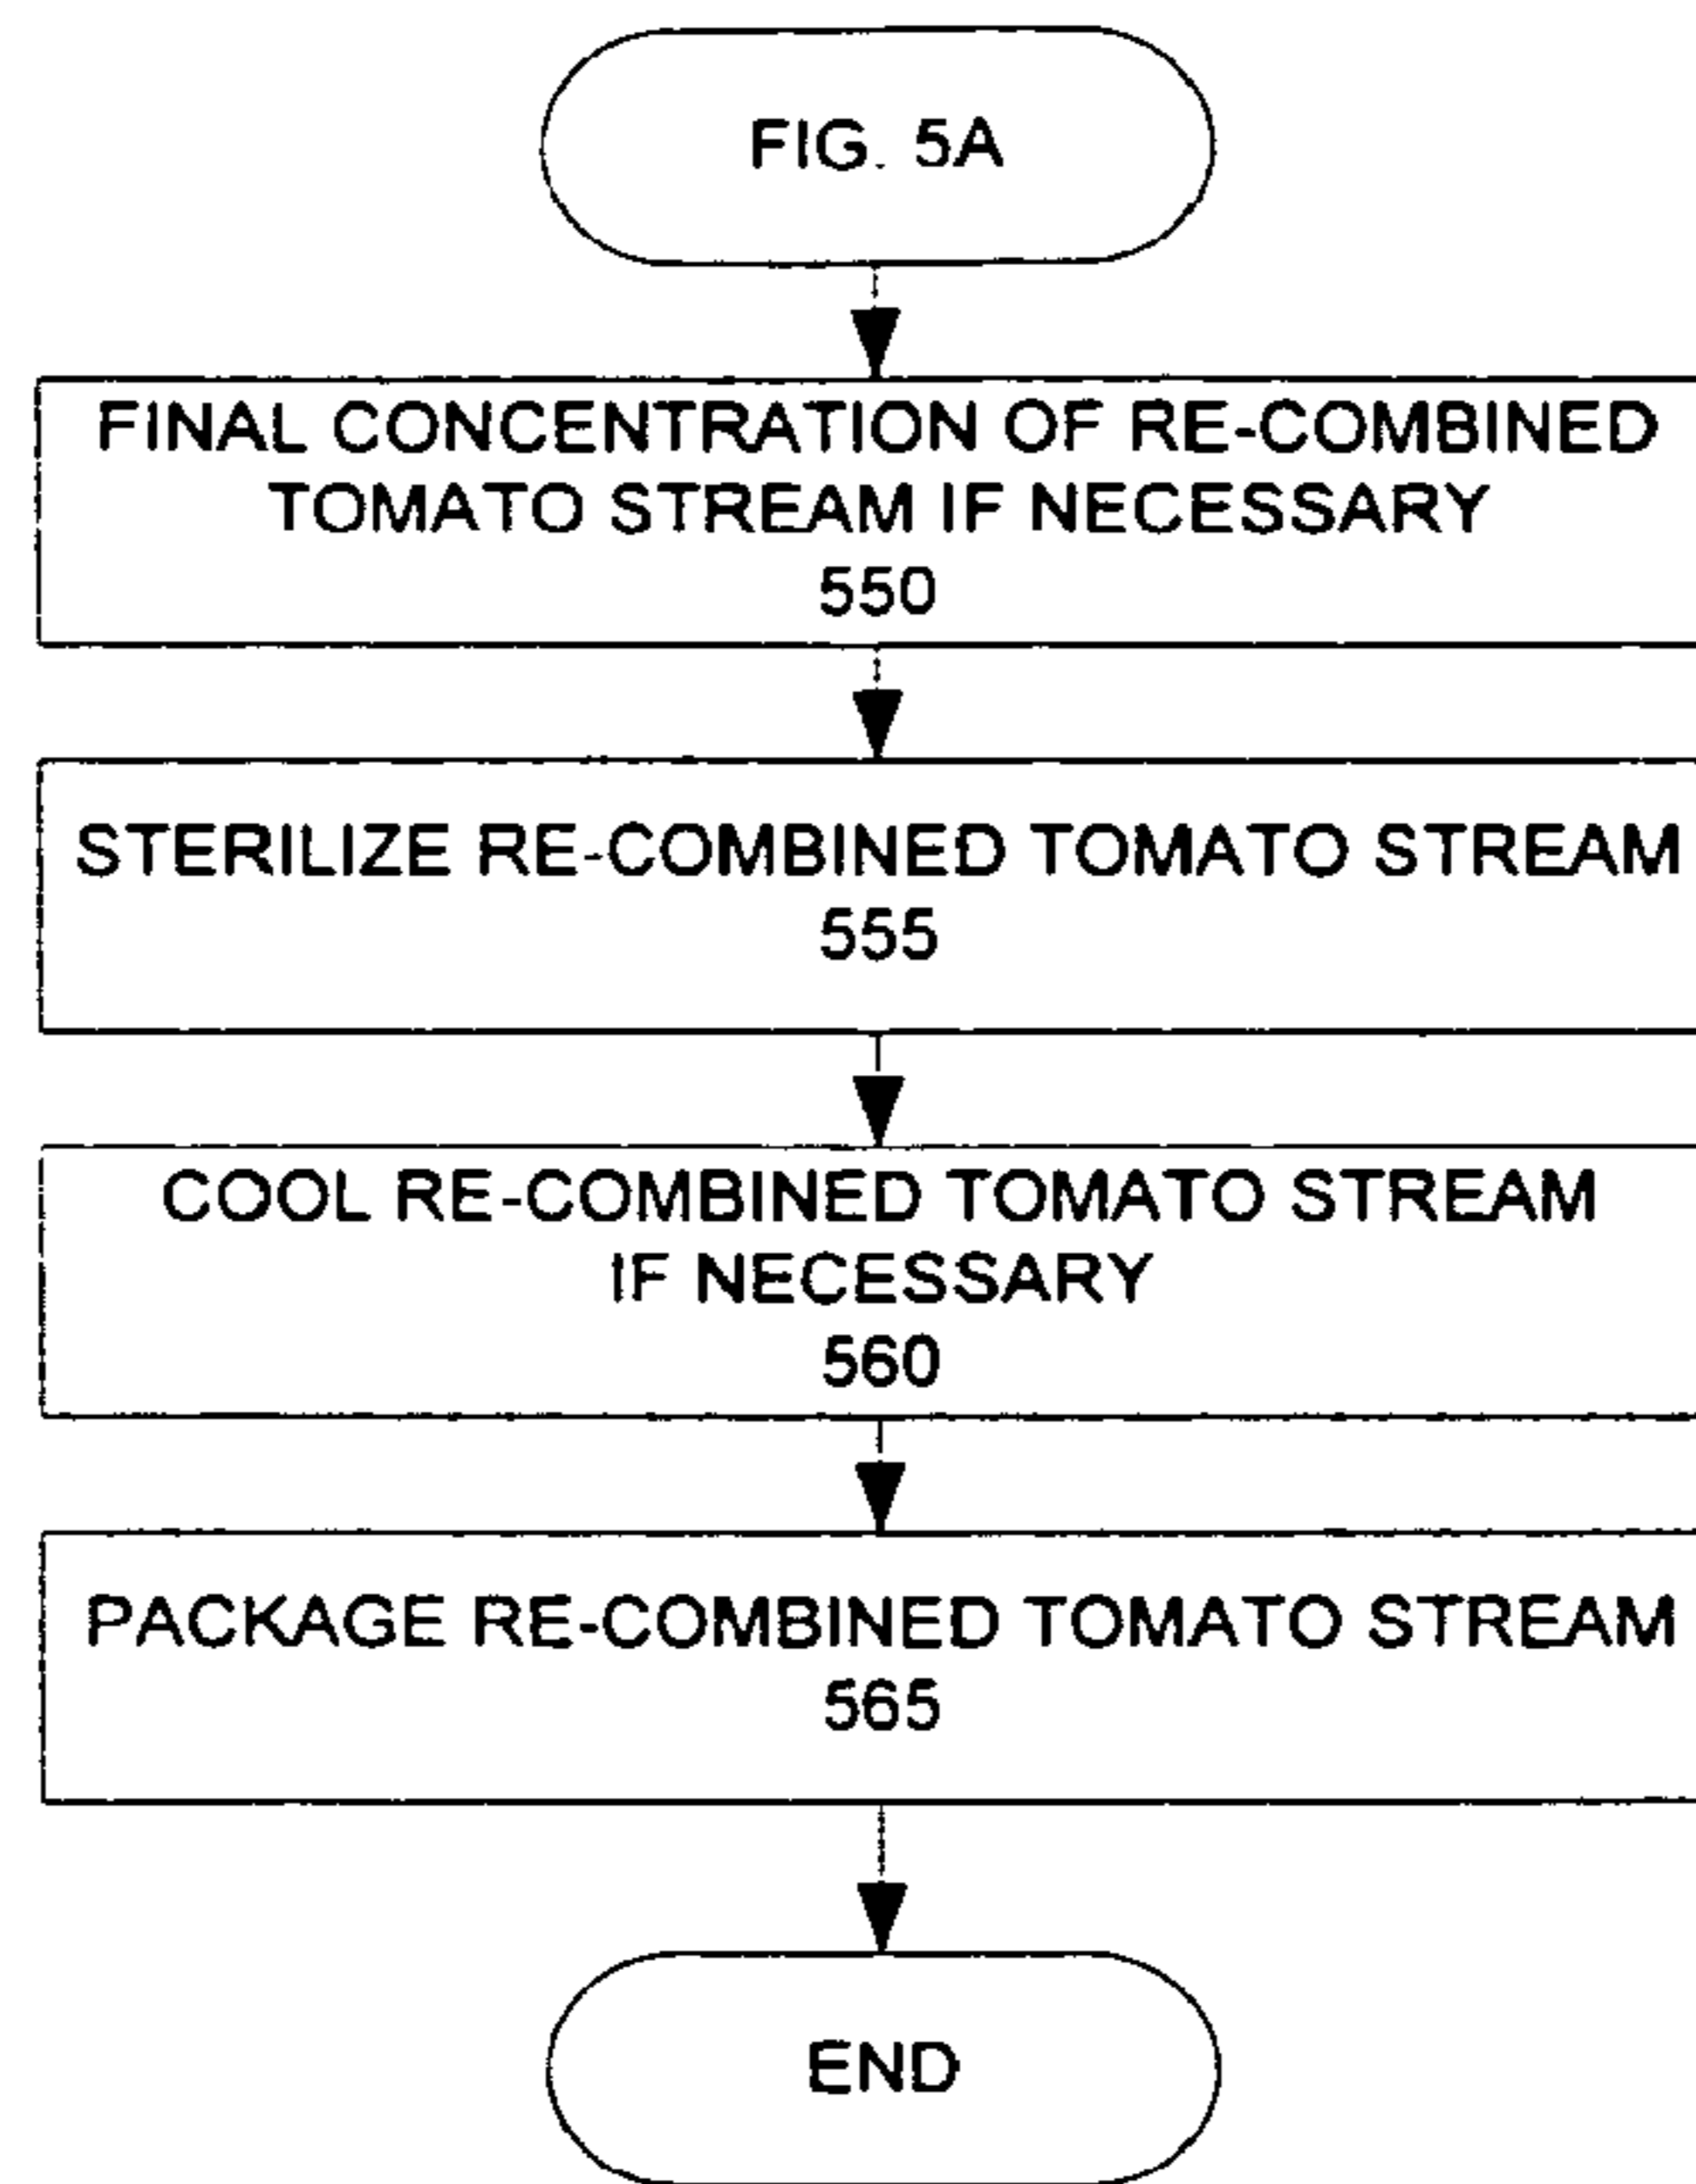 FIG. 5A
FINAL CONCENTRATION OF RE-COMBINED
TOMATO STREAM IF NECESSARY
550
STERILIZE RE-COMBINED TOMATO STREAM
555
COOL RE-COMBINED TOMATO STREAM
IF NECESSARY
560
PACKAGE RE-COMBINED TOMATO STREAM
565
END